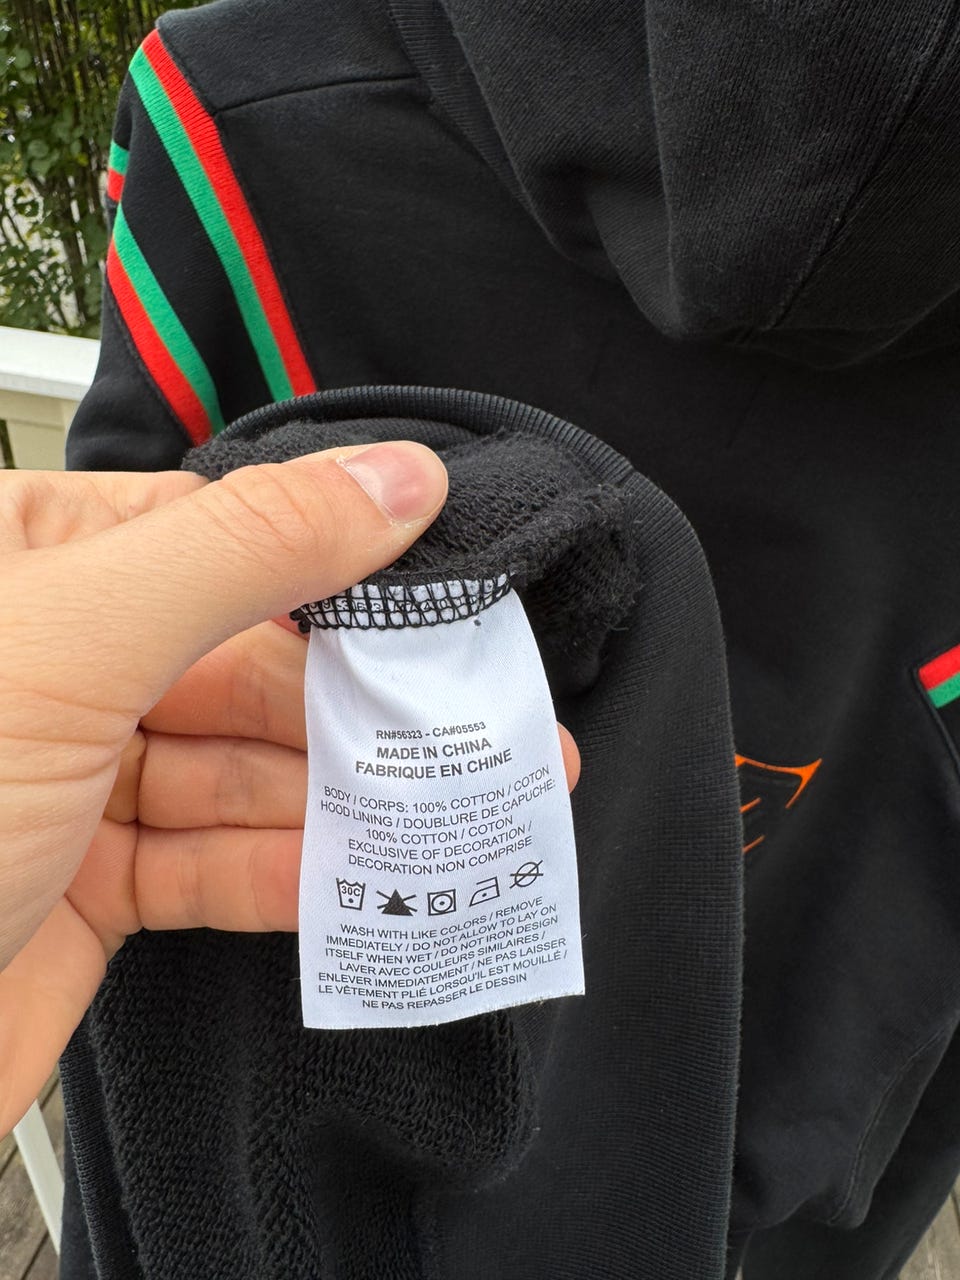 RN#56323 - CA#05553
MADE IN CHINA
FABRIQUE EN CHINE
BODY / CORPS: 100% COTTON / COTON
HOOD LINING / DOUBLURE DE CAPUCHE:
100% COTTON / COTON
EXCLUSIVE OF DECORATION /
DECORATION NON COMPRISE
30C
WASH WITH LIKE COLORS / REMOVE
IMMEDIATELY / DO NOT ALLOW TO LAY ON
ITSELF WHEN WET / DO NOT IRON DESIGN
LAVER AVEC COULEURS SIMILAIRES /
ENLEVER IMMEDIATEMENT / NE PAS LAISSER
LE VÊTEMENT PLIÉ LORSQU'IL EST MOUILLÉ /
NE PAS REPASSER LE DESSIN